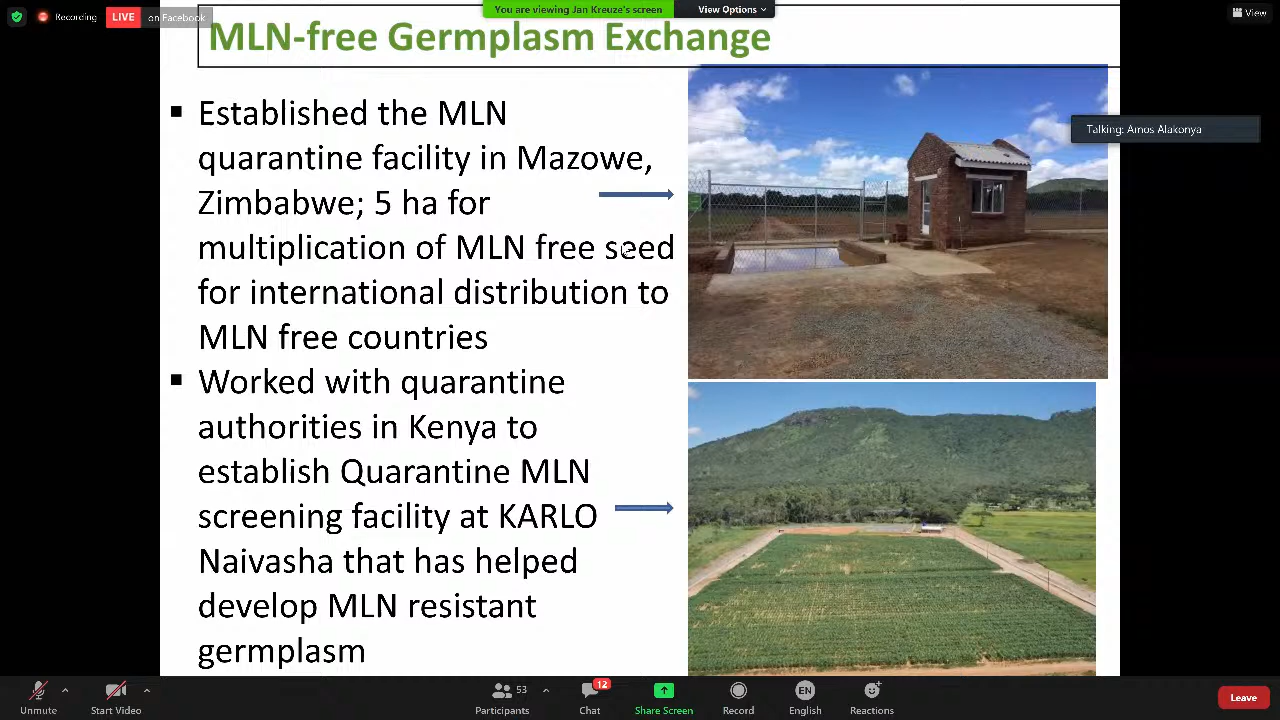 Recording
LIVE on Facebook
You are viewing Jan Kreuze's screen
View Options
View
MLN-free Germplasm Exchange
Talking: Amos Alakonya
▪ Established the MLN
quarantine facility in Mazowe,
Zimbabwe; 5 ha for
multiplication of MLN free seed
for international distribution to
MLN free countries
▪ Worked with quarantine
authorities in Kenya to
establish Quarantine MLN
screening facility at KARLO
Naivasha that has helped
develop MLN resistant
germplasm
Unmute
Start Video
53
Participants
12
Chat
Share Screen
Record
EN
English
Reactions
Leave